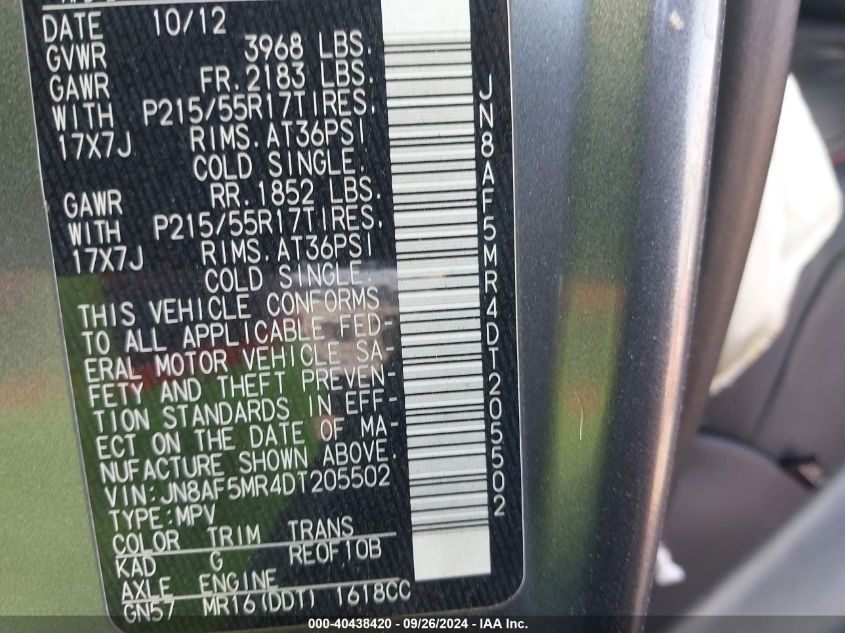 DATE 10/12
GVWR 3968 LBS.
GAWR FR. 2183 LBS.
WITH P215/55R17TIRES.
17X7J RIMS. AT36PSI
COLD SINGLE.
GAWR RR. 1852 LBS.
WITH P215/55R17TIRES.
17X7J RIMS. AT36PSI
COLD SINGLE.
THIS VEHICLE CONFORMS
TO ALL APPLICABLE FED-
ERAL MOTOR VEHICLE SA-
FETY AND THEFT PREVEN-
TION STANDARDS IN EFF-
ECT ON THE DATE OF MA-
NUFACTURE SHOWN ABOVE.
VIN:JN8AF5MR4DT205502
TYPE:MPV
COLOR TRIM TRANS
KAD G RE0F10B
AXLE ENGINE
GN57 MR16(DDT) 1618CC
JN8AF5MR4DT205502
000-40438420 - 09/26/2024 - IAA Inc.